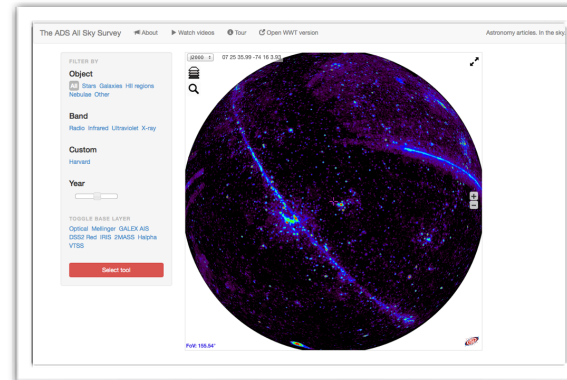 The ADS All Sky Survey About Watch videos Tour Open WWT version Astronomy articles. In the sky.
FILTER BY
Object
All Stars Galaxies HII regions
Nebulae Other
Band
Radio Infrared Ultraviolet X-ray
Custom
Harvard
Year
TOGGLE BASE LAYER
Optical Mellinger GALEX AIS
DSS2 Red IRIS 2MASS Halpha
VTSS
Select tool
J2000 07 25 35.99 -74 16 3.93
FoV: 155.54°